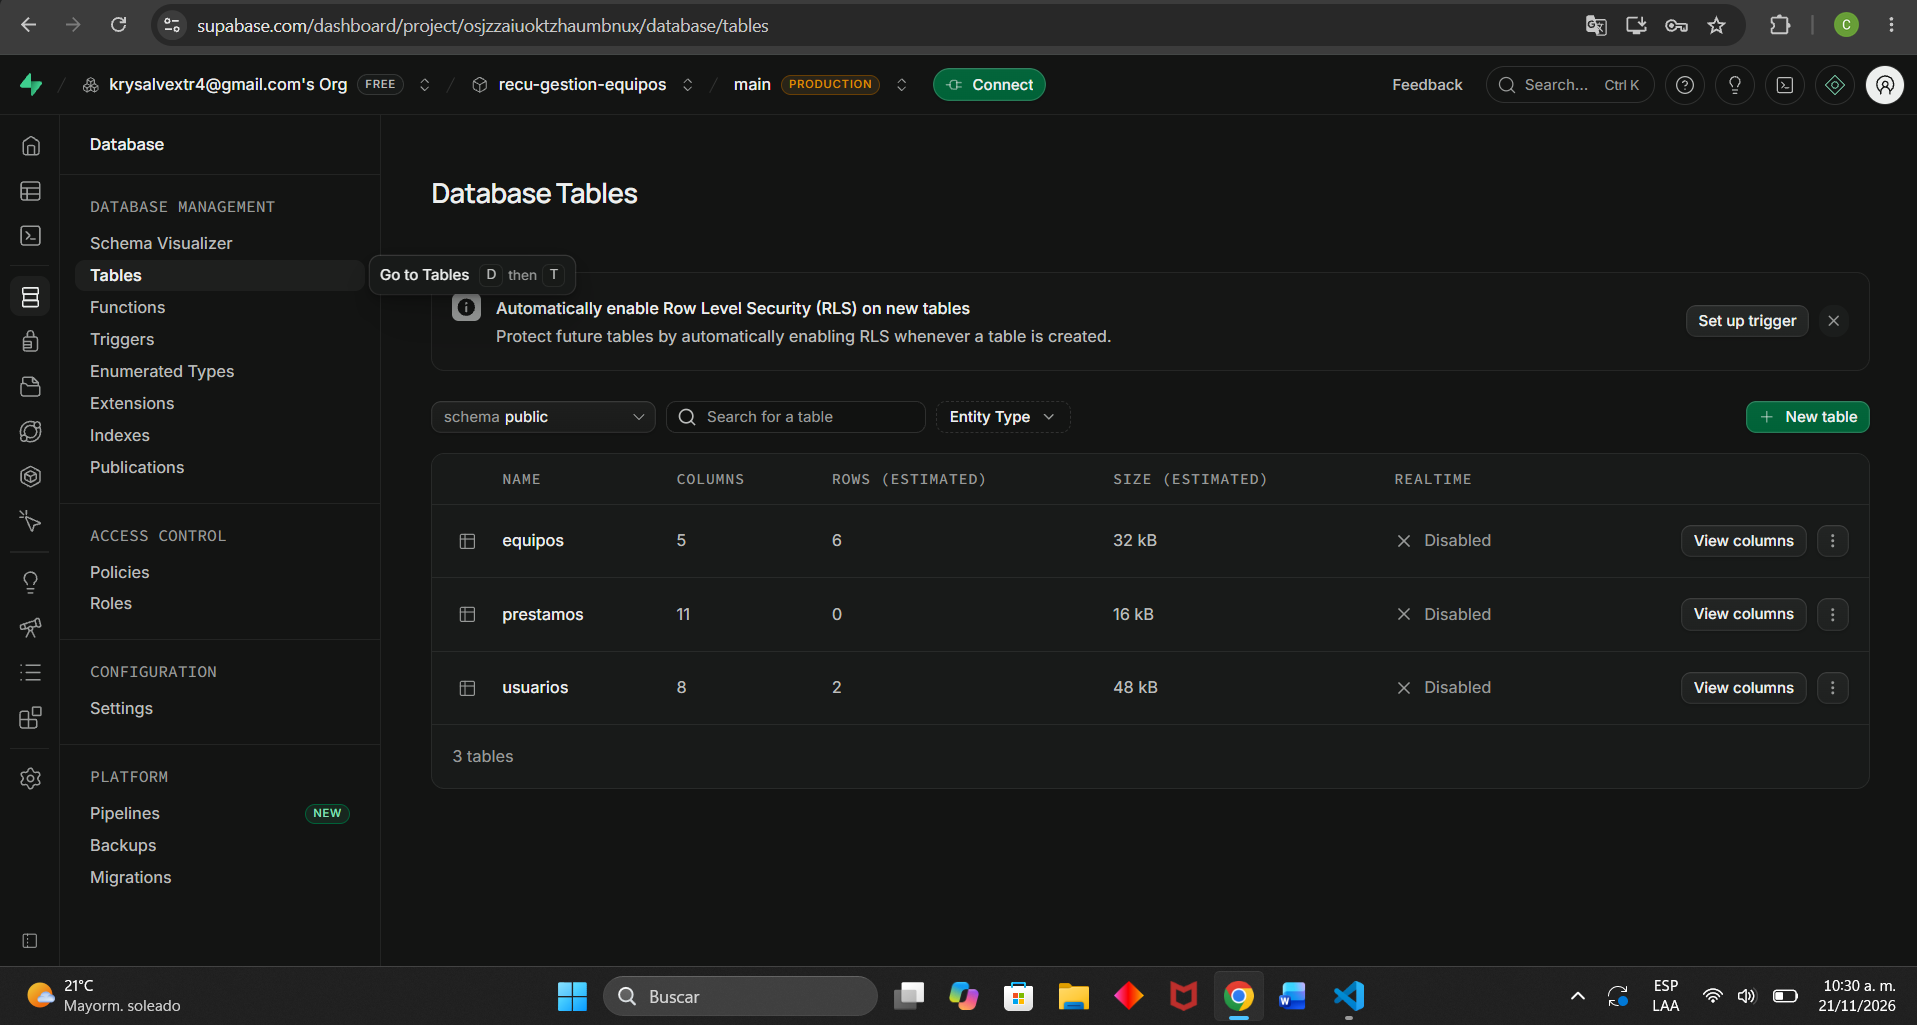 supabase.com/dashboard/project/osjzzaiuoktzhaumbnux/database/tables
C
krysalvextr4@gmail.com's Org FREE
recu-gestion-equipos
main PRODUCTION
Connect
Feedback
Search... Ctrl K
Database
DATABASE MANAGEMENT
Schema Visualizer
Tables
Functions
Triggers
Enumerated Types
Extensions
Indexes
Publications
ACCESS CONTROL
Policies
Roles
CONFIGURATION
Settings
PLATFORM
Pipelines NEW
Backups
Migrations
Go to Tables D then T
Database Tables
Automatically enable Row Level Security (RLS) on new tables
Protect future tables by automatically enabling RLS whenever a table is created.
Set up trigger
schema public
Search for a table
Entity Type
New table
NAME COLUMNS ROWS (ESTIMATED) SIZE (ESTIMATED) REALTIME
equipos 5 6 32 kB Disabled View columns
prestamos 11 0 16 kB Disabled View columns
usuarios 8 2 48 kB Disabled View columns
3 tables
21°C
Mayorm. soleado
Buscar
W
ESP
LAA
10:30 a. m.
21/11/2026